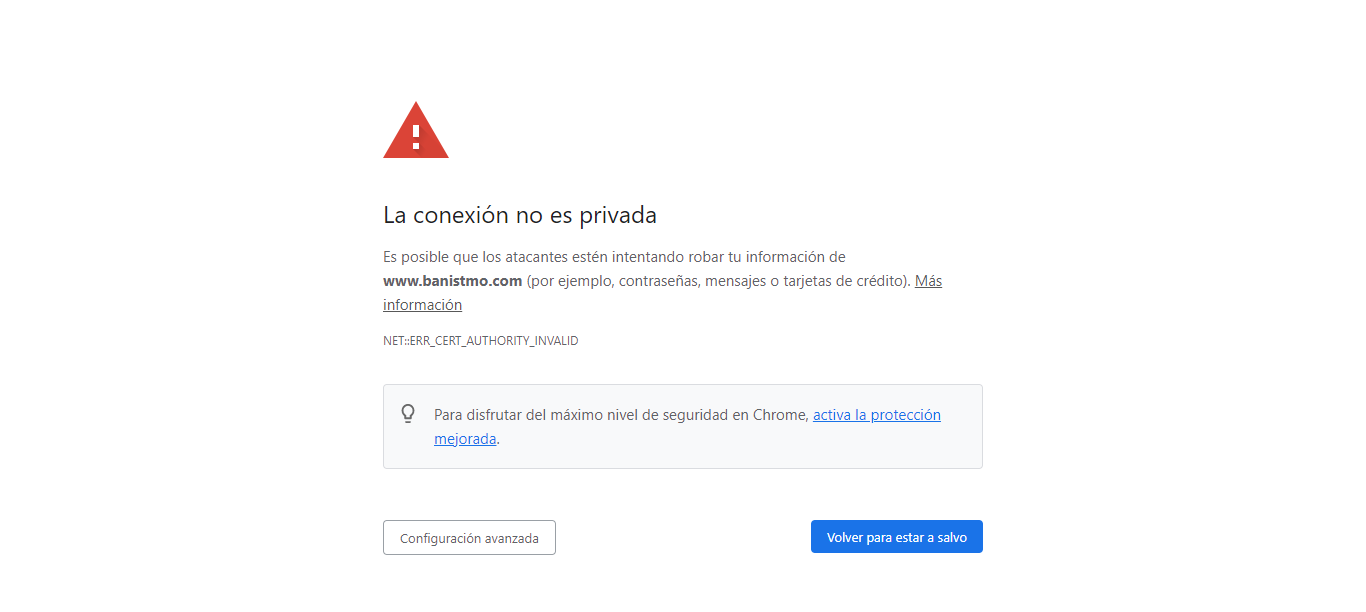 La conexión no es privada
Es posible que los atacantes estén intentando robar tu información de
www.banistmo.com (por ejemplo, contraseñas, mensajes o tarjetas de crédito). Más
información
NET::ERR_CERT_AUTHORITY_INVALID
Para disfrutar del máximo nivel de seguridad en Chrome, activa la protección
mejorada.
Configuración avanzada
Volver para estar a salvo